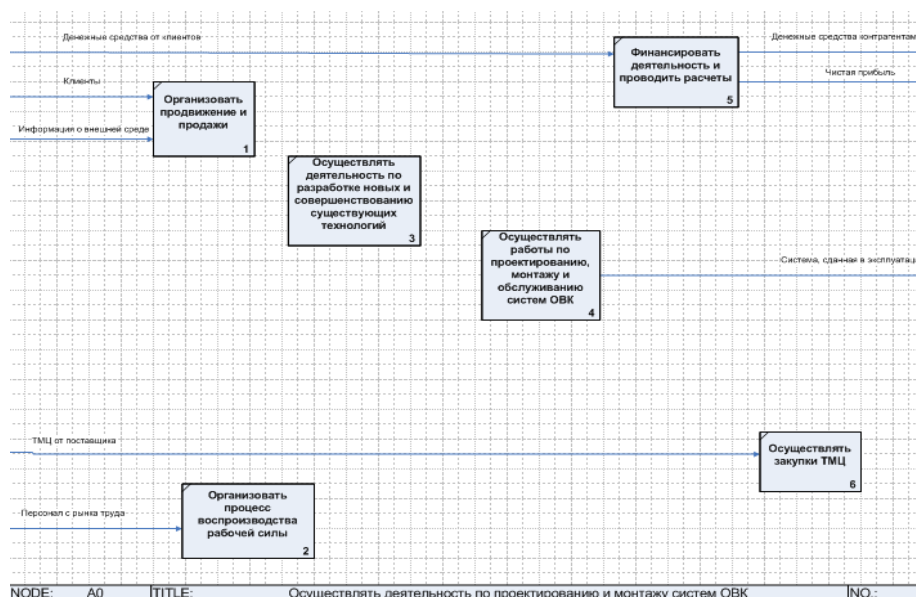 Денежные средства от клиентов
Денежные средства контрагентам
Финансировать
деятельность и
проводить расчеты
5
Чистая прибыль
Клиенты
Информация о внешней среде
Организовать
продвижение и
продажи
1
Осуществлять
деятельность по
разработке новых и
совершенствованию
существующих
технологий
3
Осуществлять
работы по
проектированию,
монтажу и
обслуживанию
систем ОВК
4
Система, сданная в эксплуатац
ТМЦ от поставщика
Осуществлять
закупки ТМЦ
6
Персонал с рынка труда
Организовать
процесс
воспроизводства
рабочей силы
2
NODE: A0 TITLE: Осуществлять деятельность по проектированию и монтажу систем ОВК NO.: